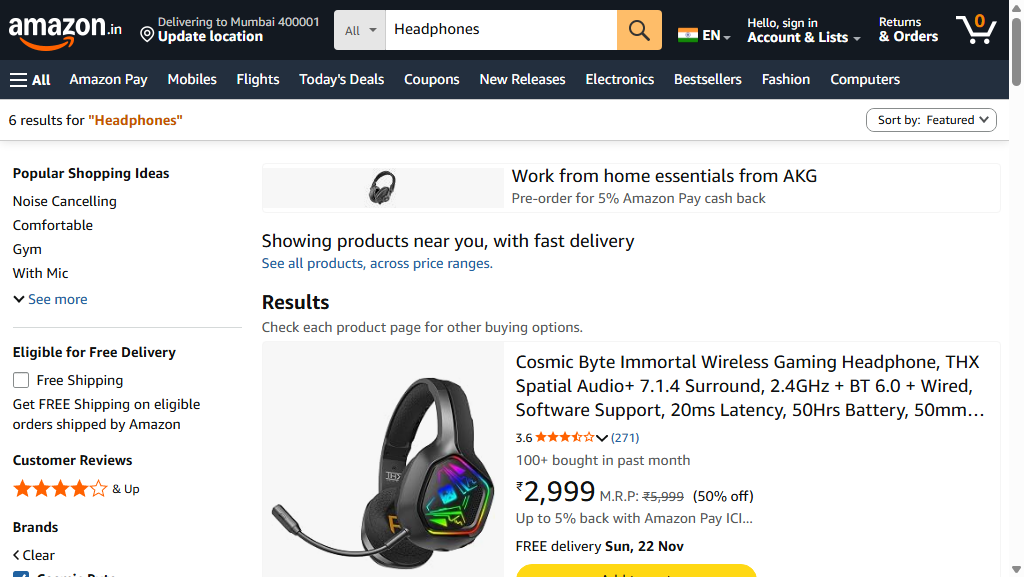 amazon.in
Delivering to Mumbai 400001
Update location
All
Headphones
EN
Hello, sign in
Account & Lists
Returns
& Orders
0
All
Amazon Pay
Mobiles
Flights
Today's Deals
Coupons
New Releases
Electronics
Bestsellers
Fashion
Computers
6 results for "Headphones"
Sort by: Featured
Popular Shopping Ideas
Noise Cancelling
Comfortable
Gym
With Mic
See more
Eligible for Free Delivery
Free Shipping
Get FREE Shipping on eligible
orders shipped by Amazon
Customer Reviews
& Up
Brands
Clear
Cosmic Byte
Work from home essentials from AKG
Pre-order for 5% Amazon Pay cash back
Showing products near you, with fast delivery
See all products, across price ranges.
Results
Check each product page for other buying options.
THX
Cosmic Byte Immortal Wireless Gaming Headphone, THX
Spatial Audio+ 7.1.4 Surround, 2.4GHz + BT 6.0 + Wired,
Software Support, 20ms Latency, 50Hrs Battery, 50mm…
3.6 (271)
100+ bought in past month
₹2,999 M.R.P: ₹5,999 (50% off)
Up to 5% back with Amazon Pay ICI…
FREE delivery Sun, 22 Nov